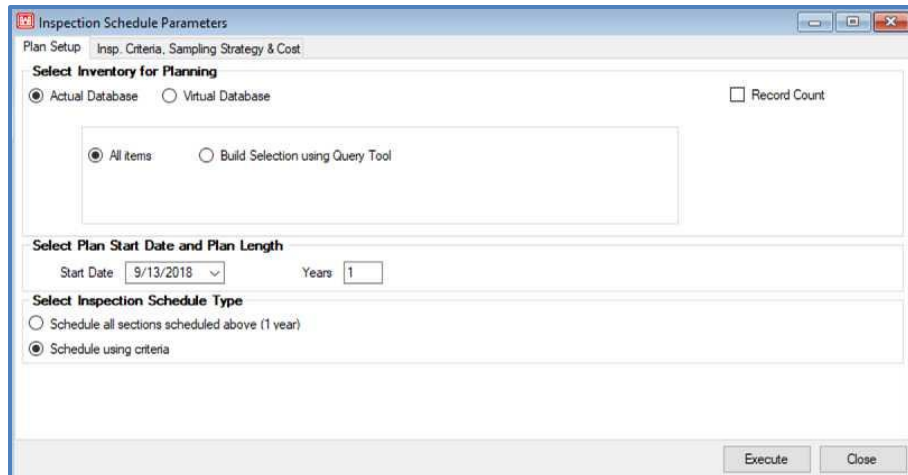 Inspection Schedule Parameters
Plan Setup Insp. Criteria, Sampling Strategy & Cost
Select Inventory for Planning
Actual Database Virtual Database Record Count
All items Build Selection using Query Tool
Select Plan Start Date and Plan Length
Start Date 9/13/2018 Years 1
Select Inspection Schedule Type
Schedule all sections scheduled above (1 year)
Schedule using criteria
Execute Close